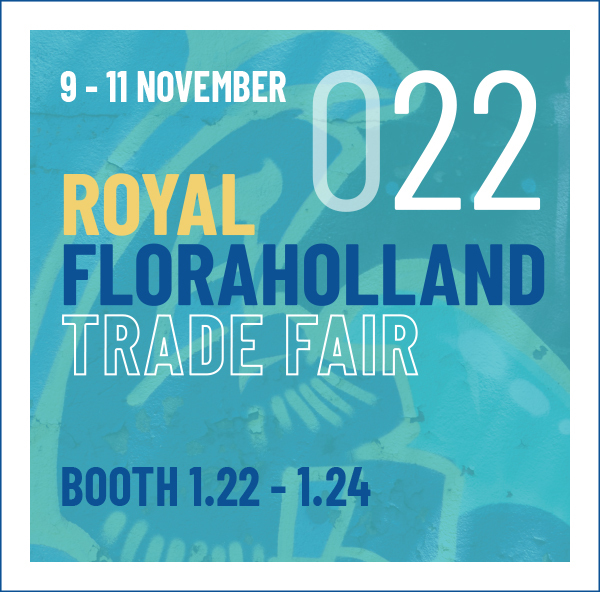 9 - 11 NOVEMBER
022
ROYAL
FLORAHOLLAND
TRADE FAIR
BOOTH 1.22 - 1.24